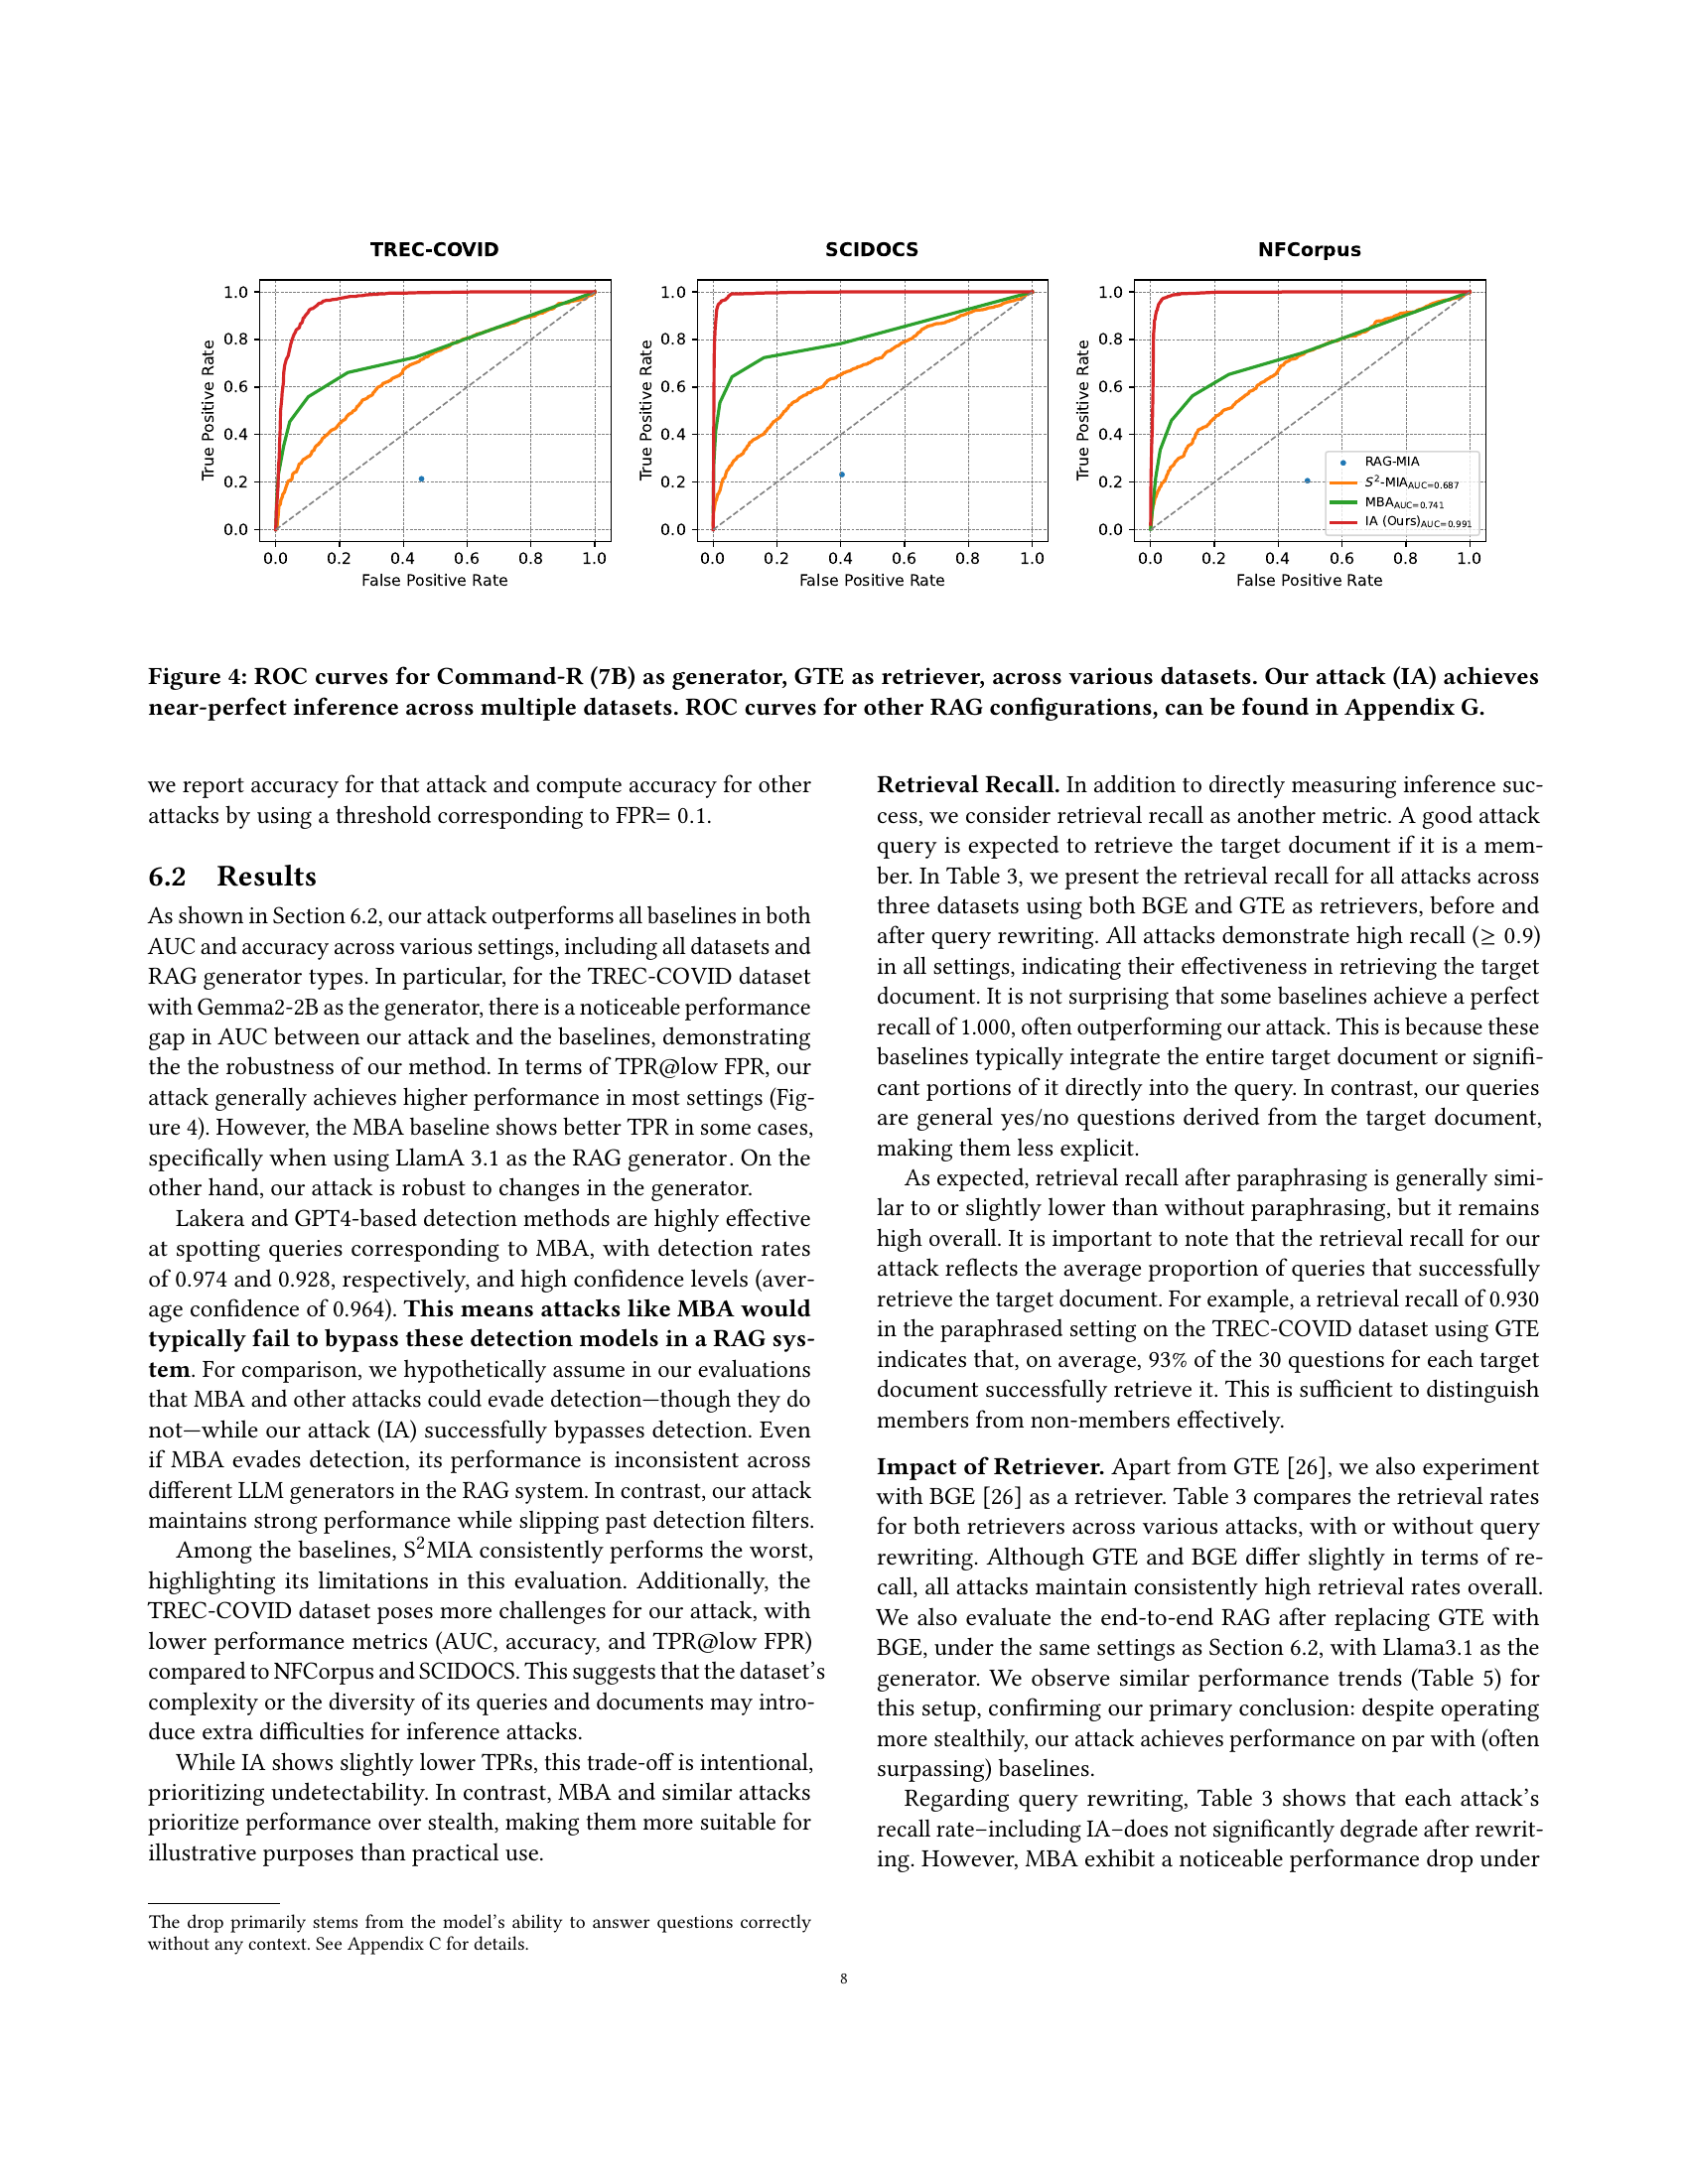 TREC-COVID
SCIDOCS
NFCorpus
True Positive Rate
1.0
0.8
0.6
0.4
0.2
0.0
0.0 0.2 0.4 0.6 0.8 1.0
False Positive Rate
True Positive Rate
1.0
0.8
0.6
0.4
0.2
0.0
0.0 0.2 0.4 0.6 0.8 1.0
False Positive Rate
True Positive Rate
1.0
0.8
0.6
0.4
0.2
0.0
0.0 0.2 0.4 0.6 0.8 1.0
False Positive Rate
RAG-MIA
S²-MIA AUC=0.687
MBA AUC=0.741
IA (Ours) AUC=0.991
Figure 4: ROC curves for Command-R (7B) as generator, GTE as retriever, across various datasets. Our attack (IA) achieves
near-perfect inference across multiple datasets. ROC curves for other RAG configurations, can be found in Appendix G.
we report accuracy for that attack and compute accuracy for other
attacks by using a threshold corresponding to FPR= 0.1.
6.2 Results
As shown in Section 6.2, our attack outperforms all baselines in both
AUC and accuracy across various settings, including all datasets and
RAG generator types. In particular, for the TREC-COVID dataset
with Gemma2-2B as the generator, there is a noticeable performance
gap in AUC between our attack and the baselines, demonstrating
the the robustness of our method. In terms of TPR@low FPR, our
attack generally achieves higher performance in most settings (Fig-
ure 4). However, the MBA baseline shows better TPR in some cases,
specifically when using LlamA 3.1 as the RAG generator. On the
other hand, our attack is robust to changes in the generator.
Lakera and GPT4-based detection methods are highly effective
at spotting queries corresponding to MBA, with detection rates
of 0.974 and 0.928, respectively, and high confidence levels (aver-
age confidence of 0.964). This means attacks like MBA would
typically fail to bypass these detection models in a RAG sys-
tem. For comparison, we hypothetically assume in our evaluations
that MBA and other attacks could evade detection—though they do
not—while our attack (IA) successfully bypasses detection. Even
if MBA evades detection, its performance is inconsistent across
different LLM generators in the RAG system. In contrast, our attack
maintains strong performance while slipping past detection filters.
Among the baselines, S²MIA consistently performs the worst,
highlighting its limitations in this evaluation. Additionally, the
TREC-COVID dataset poses more challenges for our attack, with
lower performance metrics (AUC, accuracy, and TPR@low FPR)
compared to NFCorpus and SCIDOCS. This suggests that the dataset's
complexity or the diversity of its queries and documents may intro-
duce extra difficulties for inference attacks.
While IA shows slightly lower TPRs, this trade-off is intentional,
prioritizing undetectability. In contrast, MBA and similar attacks
prioritize performance over stealth, making them more suitable for
illustrative purposes than practical use.
The drop primarily stems from the model's ability to answer questions correctly
without any context. See Appendix C for details.
Retrieval Recall. In addition to directly measuring inference suc-
cess, we consider retrieval recall as another metric. A good attack
query is expected to retrieve the target document if it is a mem-
ber. In Table 3, we present the retrieval recall for all attacks across
three datasets using both BGE and GTE as retrievers, before and
after query rewriting. All attacks demonstrate high recall (≥ 0.9)
in all settings, indicating their effectiveness in retrieving the target
document. It is not surprising that some baselines achieve a perfect
recall of 1.000, often outperforming our attack. This is because these
baselines typically integrate the entire target document or signifi-
cant portions of it directly into the query. In contrast, our queries
are general yes/no questions derived from the target document,
making them less explicit.
As expected, retrieval recall after paraphrasing is generally simi-
lar to or slightly lower than without paraphrasing, but it remains
high overall. It is important to note that the retrieval recall for our
attack reflects the average proportion of queries that successfully
retrieve the target document. For example, a retrieval recall of 0.930
in the paraphrased setting on the TREC-COVID dataset using GTE
indicates that, on average, 93% of the 30 questions for each target
document successfully retrieve it. This is sufficient to distinguish
members from non-members effectively.
Impact of Retriever. Apart from GTE [26], we also experiment
with BGE [26] as a retriever. Table 3 compares the retrieval rates
for both retrievers across various attacks, with or without query
rewriting. Although GTE and BGE differ slightly in terms of re-
call, all attacks maintain consistently high retrieval rates overall.
We also evaluate the end-to-end RAG after replacing GTE with
BGE, under the same settings as Section 6.2, with Llama3.1 as the
generator. We observe similar performance trends (Table 5) for
this setup, confirming our primary conclusion: despite operating
more stealthily, our attack achieves performance on par with (often
surpassing) baselines.
Regarding query rewriting, Table 3 shows that each attack's
recall rate–including IA–does not significantly degrade after rewrit-
ing. However, MBA exhibit a noticeable performance drop under
8